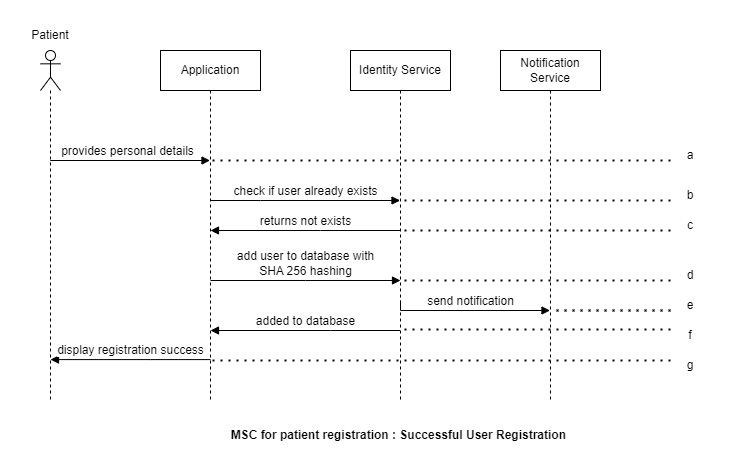 Patient
Application
Identity Service
Notification
Service
provides personal details
a
check if user already exists
b
returns not exists
c
add user to database with
SHA 256 hashing
d
send notification
e
added to database
f
display registration success
g
MSC for patient registration : Successful User Registration